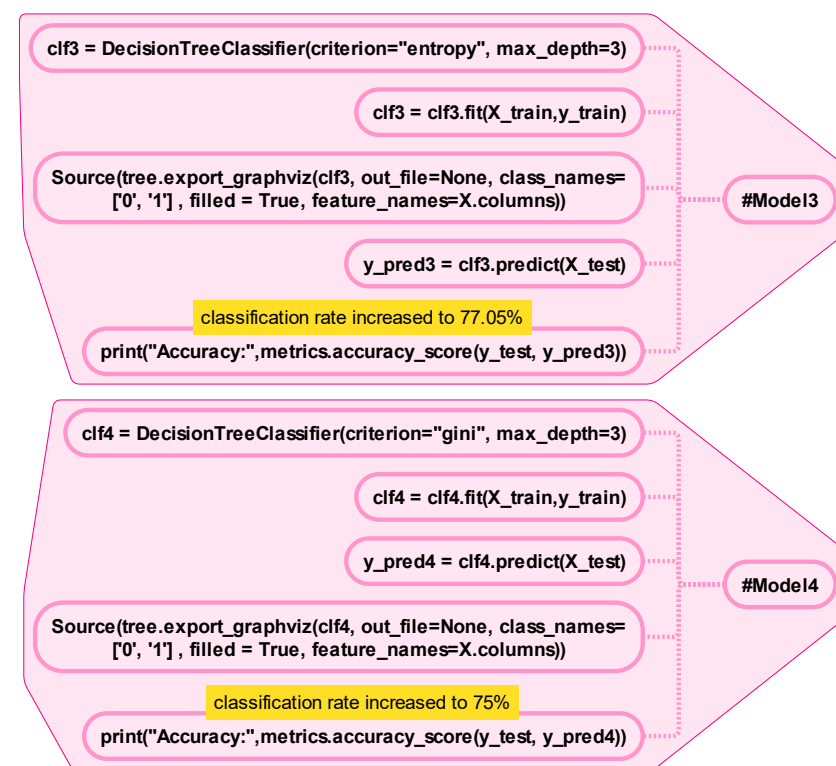 clf3 = DecisionTreeClassifier(criterion="entropy", max_depth=3)
clf3 = clf3.fit(X_train,y_train)
Source(tree.export_graphviz(clf3, out_file=None, class_names=
['0', '1'] , filled = True, feature_names=X.columns))
#Model3
y_pred3 = clf3.predict(X_test)
classification rate increased to 77.05%
print("Accuracy:",metrics.accuracy_score(y_test, y_pred3))
clf4 = DecisionTreeClassifier(criterion="gini", max_depth=3)
clf4 = clf4.fit(X_train,y_train)
y_pred4 = clf4.predict(X_test)
#Model4
Source(tree.export_graphviz(clf4, out_file=None, class_names=
['0', '1'] , filled = True, feature_names=X.columns))
classification rate increased to 75%
print("Accuracy:",metrics.accuracy_score(y_test, y_pred4))